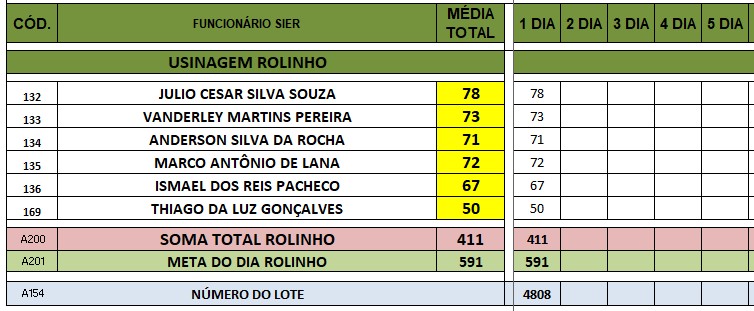 CÓD. FUNCIONÁRIO SIER MÉDIA TOTAL 1 DIA 2 DIA 3 DIA 4 DIA 5 DIA
USINAGEM ROLINHO
132 JULIO CESAR SILVA SOUZA 78 78
133 VANDERLEY MARTINS PEREIRA 73 73
134 ANDERSON SILVA DA ROCHA 71 71
135 MARCO ANTÔNIO DE LANA 72 72
136 ISMAEL DOS REIS PACHECO 67 67
169 THIAGO DA LUZ GONÇALVES 50 50
A200 SOMA TOTAL ROLINHO 411 411
A201 META DO DIA ROLINHO 591 591
A154 NÚMERO DO LOTE 4808